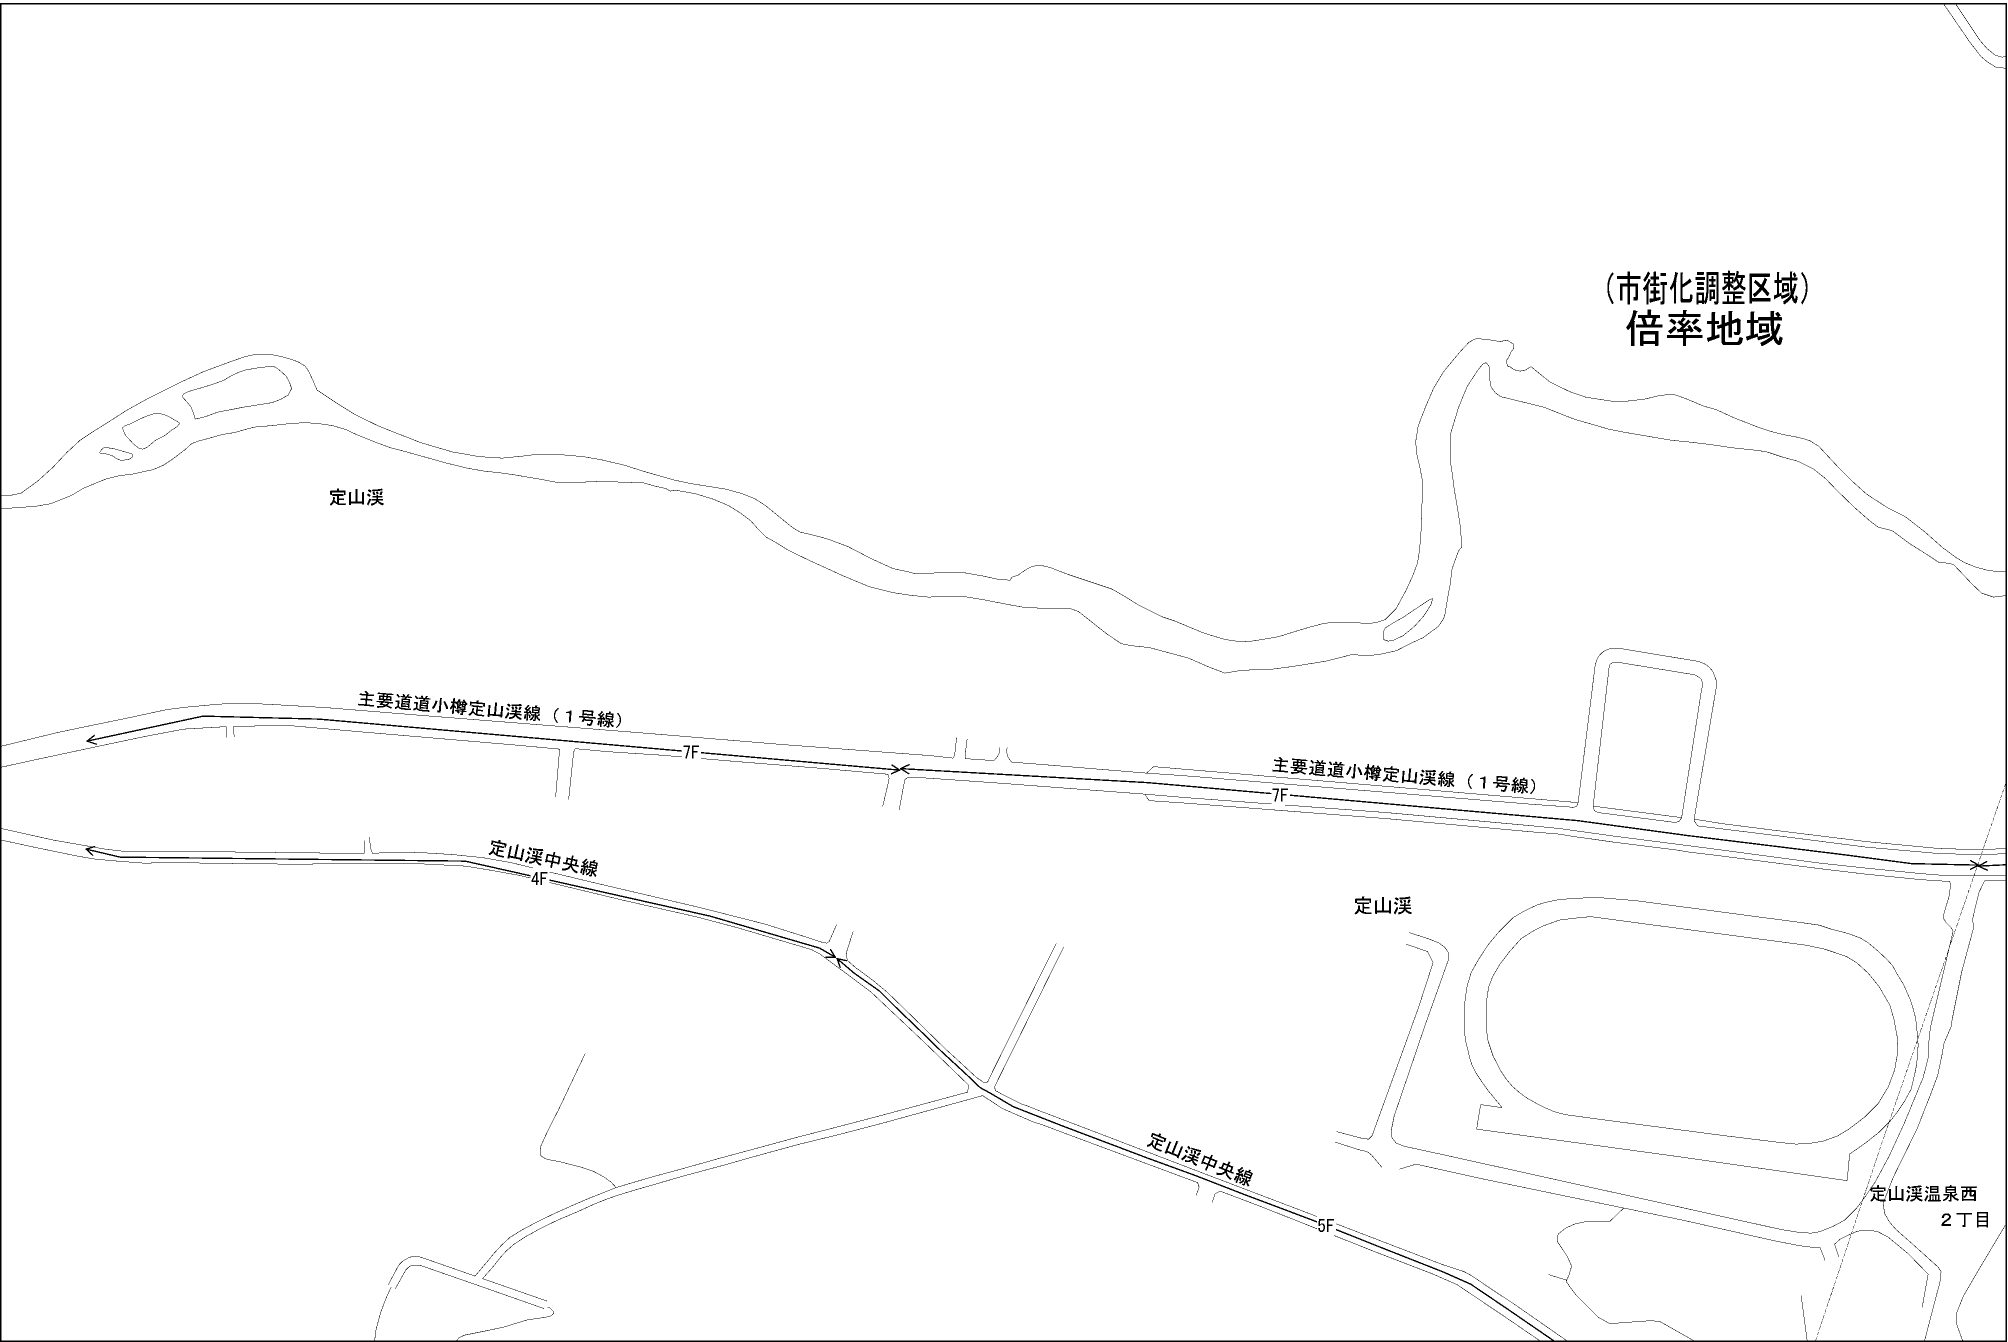 （市街化調整区域）
倍率地域
定山渓
主要道道小樽定山渓線（１号線）
7F
主要道道小樽定山渓線（１号線）
7F
定山渓中央線
4F
定山渓
定山渓中央線
5F
定山渓温泉西
２丁目